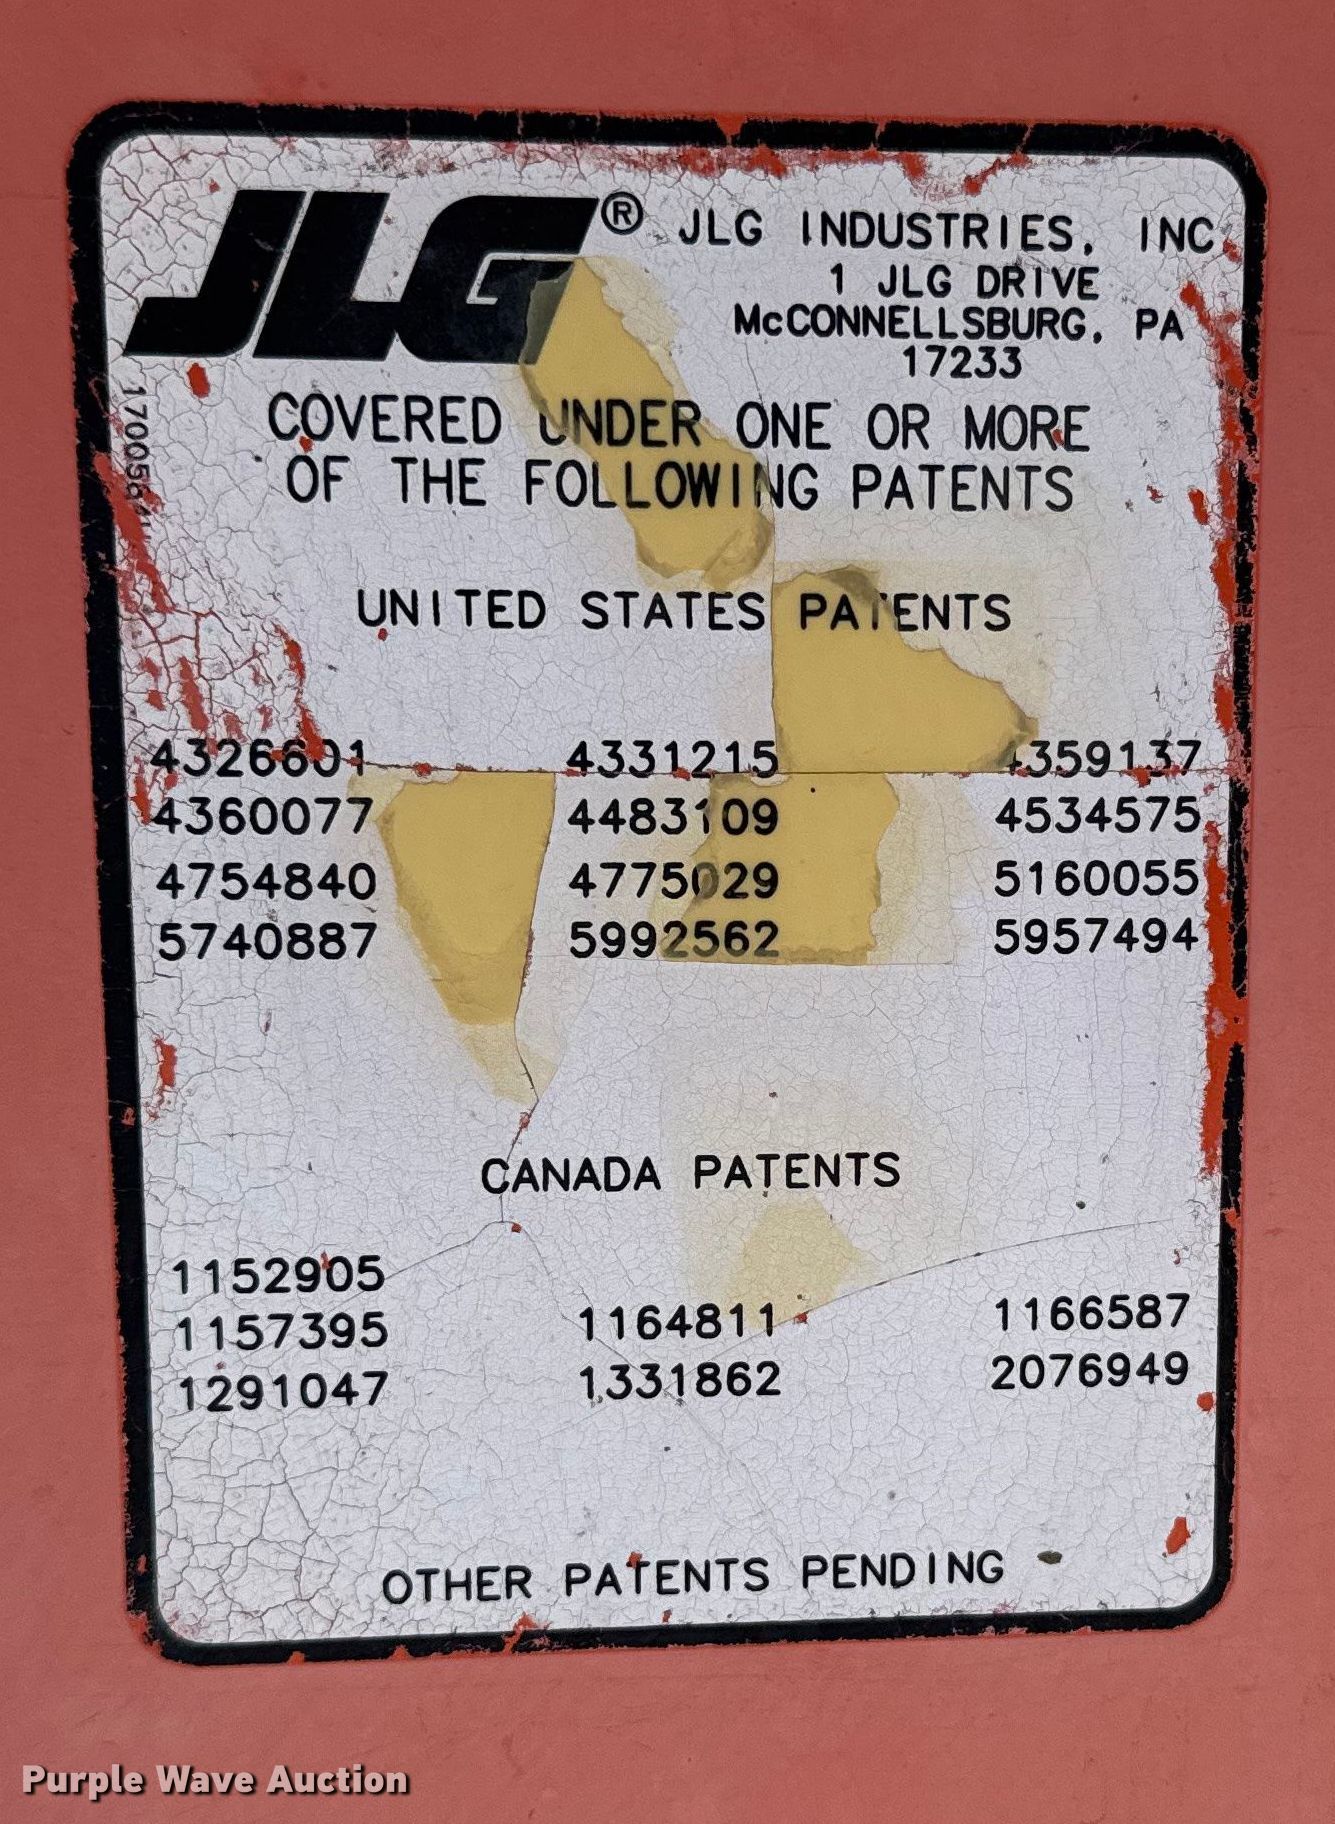 JLG® JLG INDUSTRIES, INC.
1 JLG DRIVE
McCONNELLSBURG, PA
17233
COVERED UNDER ONE OR MORE
OF THE FOLLOWING PATENTS
UNITED STATES PATENTS
4326601 4331215 4359137
4360077 4483109 4534575
4754840 4775029 5160055
5740887 5992562 5957494
CANADA PATENTS
1152905
1157395 1164811 1166587
1291047 1331862 2076949
OTHER PATENTS PENDING
Purple Wave Auction